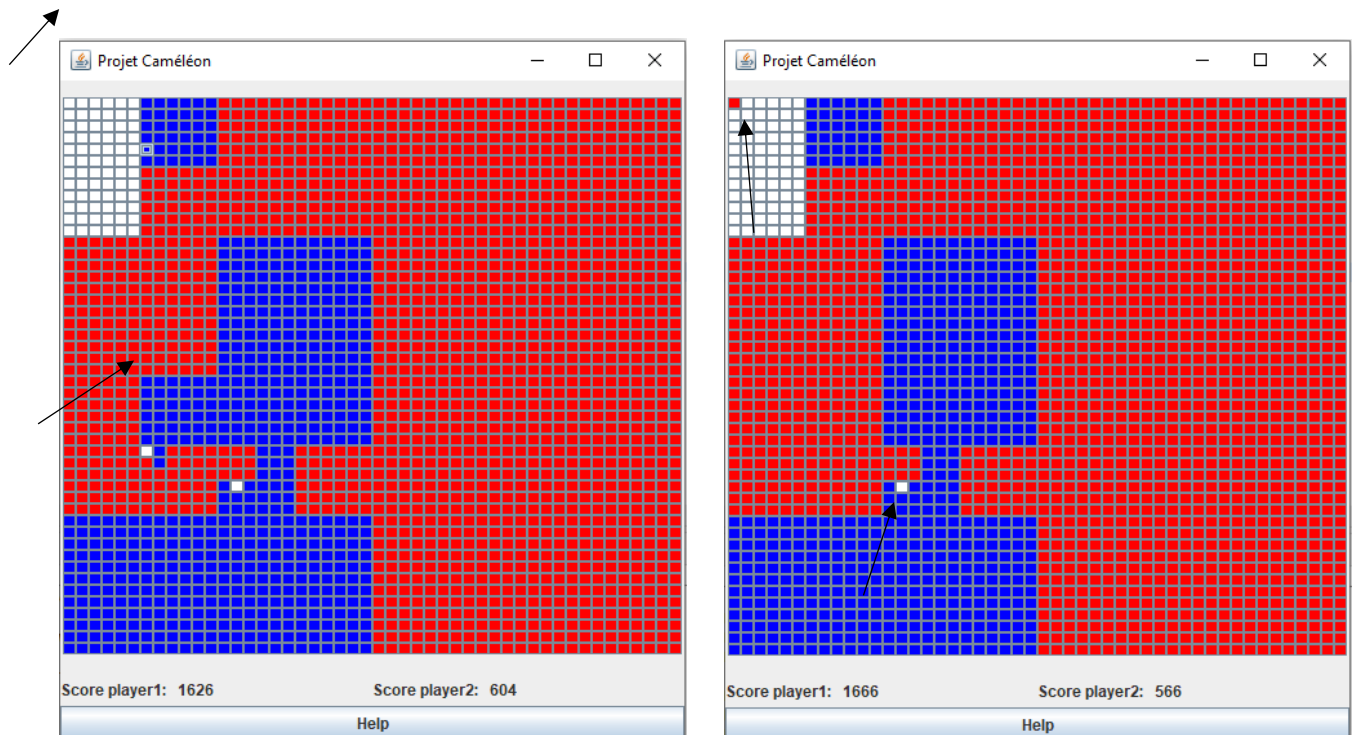 Projet Caméléon
Score player1: 1626 Score player2: 604
Help
Projet Caméléon
Score player1: 1666 Score player2: 566
Help